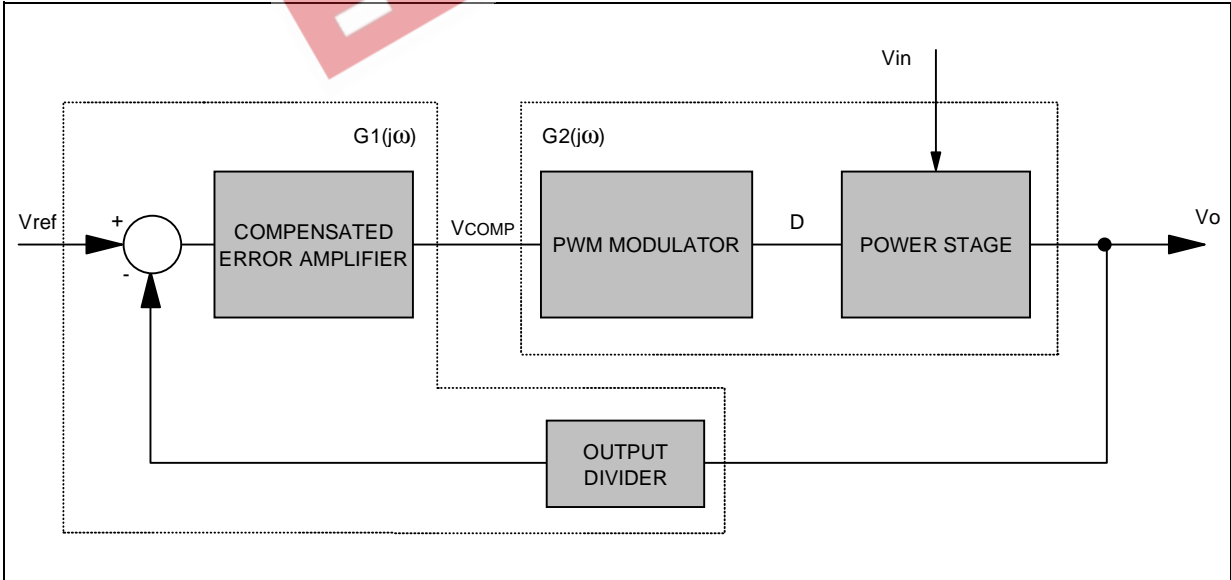 Vin
G1(jω)
G2(jω)
Vref
+
-
COMPENSATED
ERROR AMPLIFIER
VCOMP
PWM MODULATOR
D
POWER STAGE
Vo
OUTPUT
DIVIDER